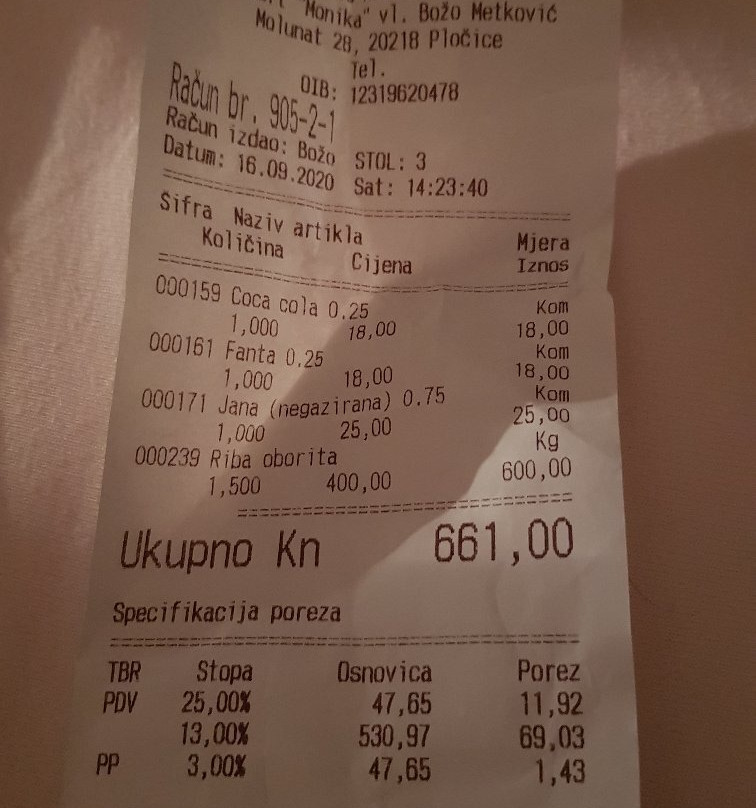 "Monika" vl. Božo Metković
Molunat 28, 20218 Pločice
Tel.
OIB: 12319620478
Račun br. 905-2-1
Račun izdao: Božo STOL: 3
Datum: 16.09.2020 Sat: 14:23:40
Šifra Naziv artikla Mjera
Količina Cijena Iznos
000159 Coca cola 0.25 Kom
1,000 18,00 18,00
000161 Fanta 0.25 Kom
1,000 18,00 18,00
000171 Jana (negazirana) 0.75 Kom
1,000 25,00 25,00
000239 Riba oborita Kg
1,500 400,00 600,00
Ukupno Kn 661,00
Specifikacija poreza
TBR Stopa Osnovica Porez
PDV 25,00% 47,65 11,92
13,00% 530,97 69,03
PP 3,00% 47,65 1,43